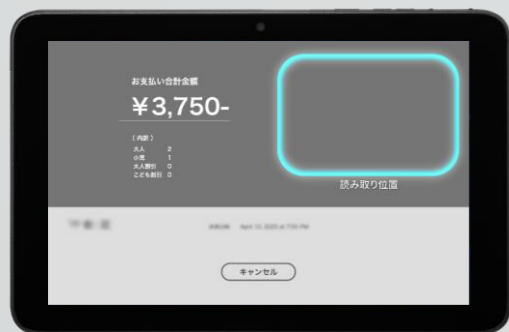 お支払い合計金額
¥3,750-
（内訳）
大人 2
小児 1
大人割引 0
こども割引 0
読み取り位置
キャンセル